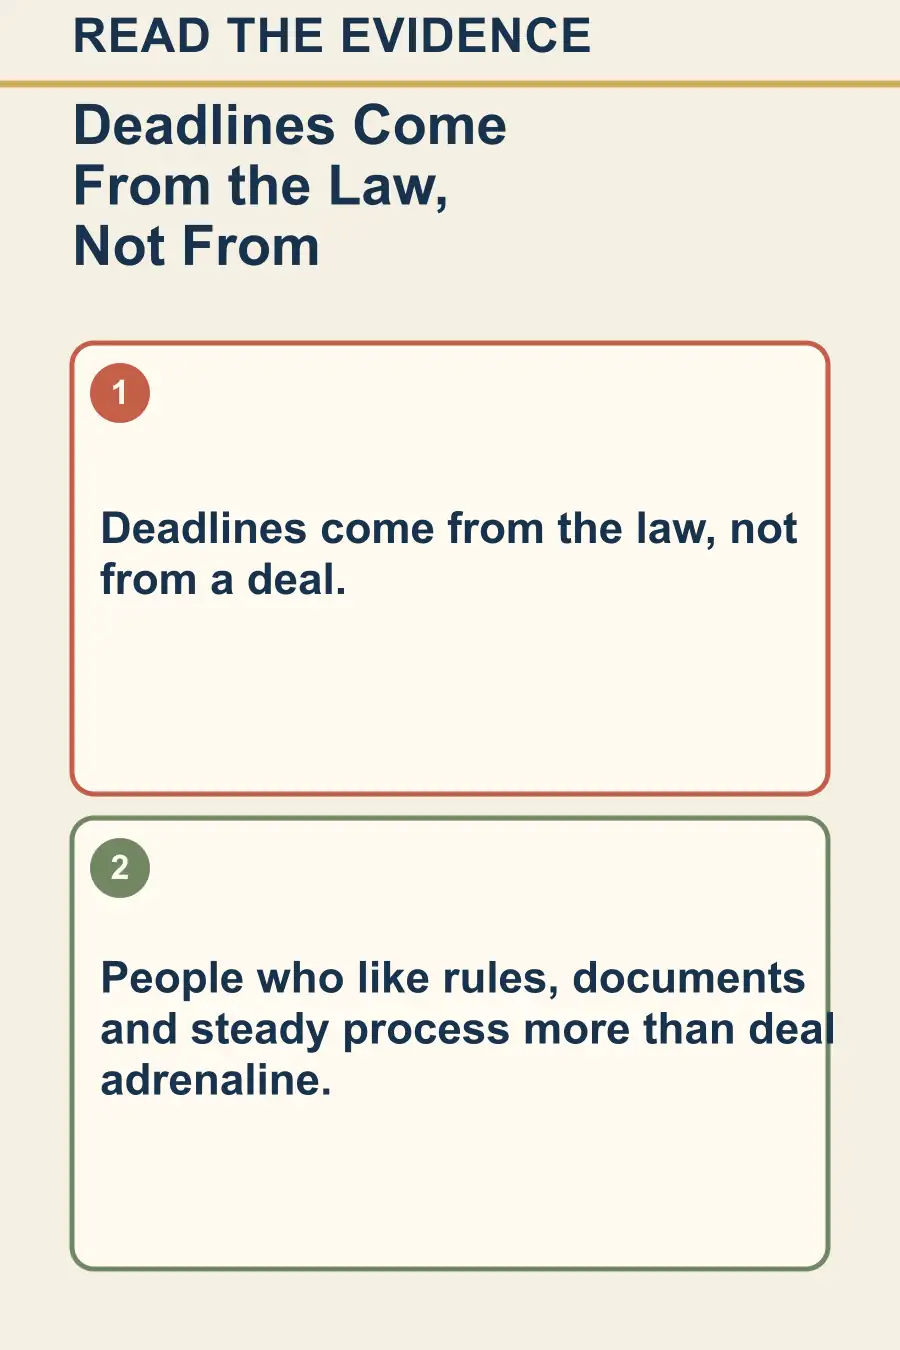 READ THE EVIDENCE
Deadlines Come
From the Law,
Not From
1
Deadlines come from the law, not
from a deal.
2
People who like rules, documents
and steady process more than deal
adrenaline.